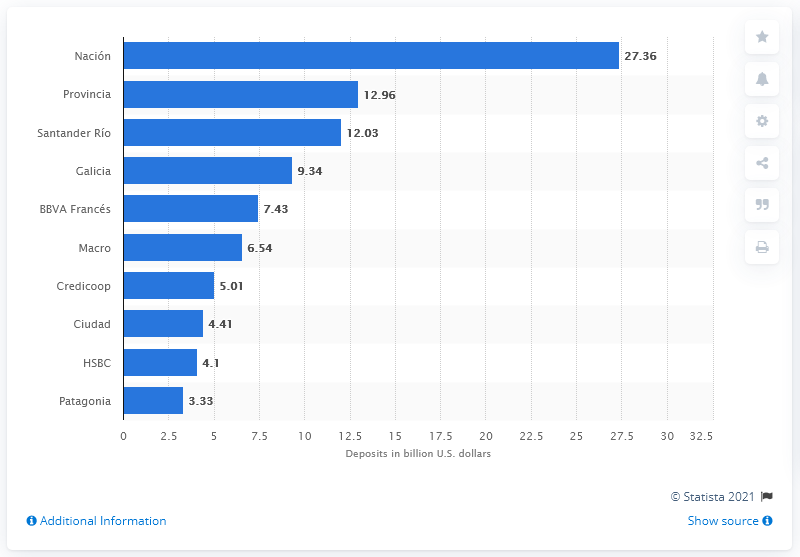 Nación 27.36
Provincia 12.96
Santander Río 12.03
Galicia 9.34
BBVA Francés 7.43
Macro 6.54
Credicoop 5.01
Ciudad 4.41
HSBC 4.1
Patagonia 3.33
0 2.5 5 7.5 10 12.5 15 17.5 20 22.5 25 27.5 30 32.5
Deposits in billion U.S. dollars
© Statista 2021
Additional Information Show source